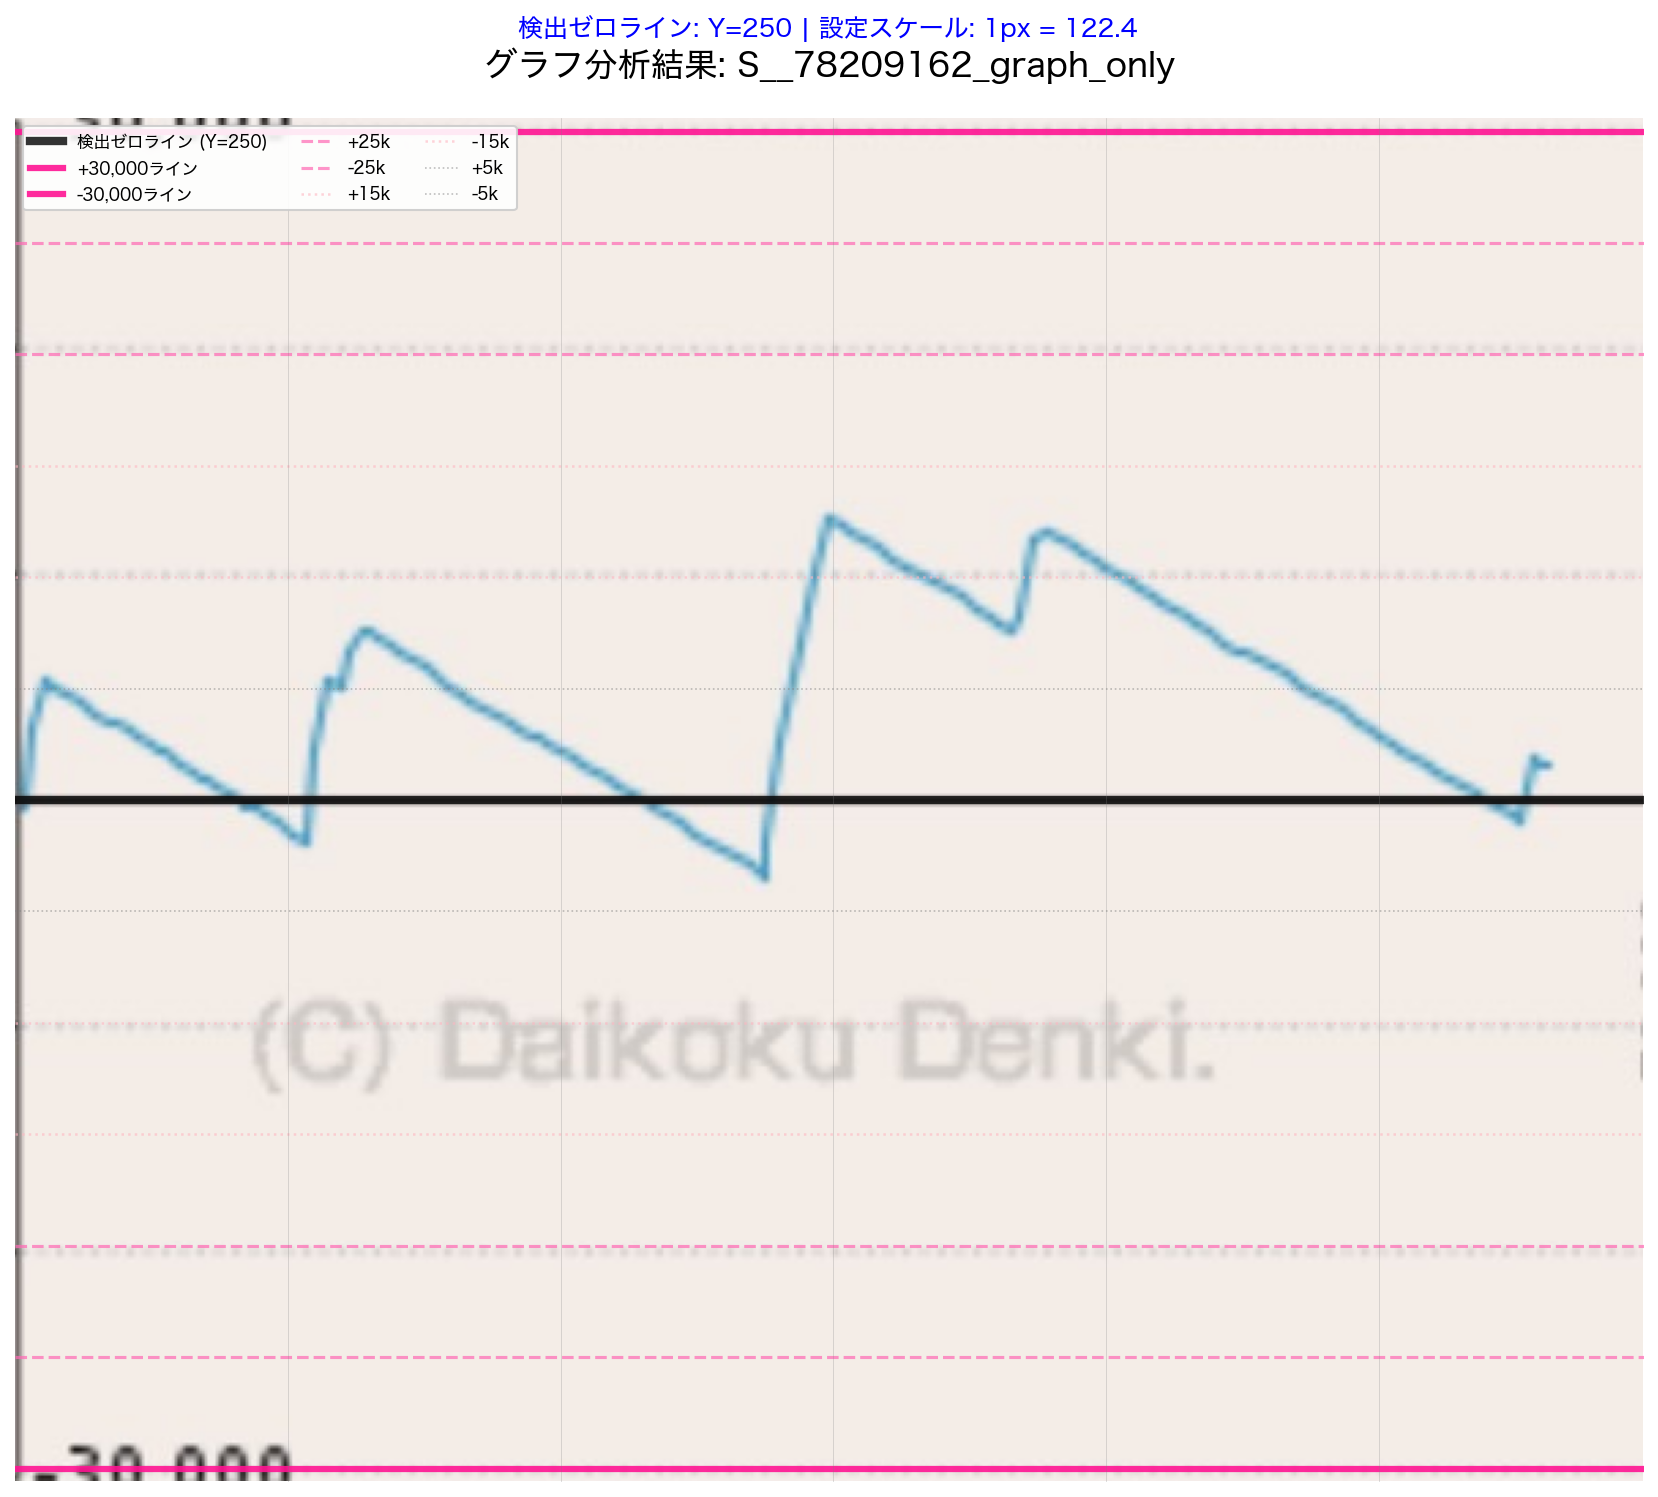 検出ゼロライン: Y=250 | 設定スケール: 1px = 122.4
グラフ分析結果: S__78209162_graph_only
検出ゼロライン (Y=250)
+30,000ライン
-30,000ライン
+25k
-25k
+15k
-15k
+5k
-5k
(C) Daikoku Denki.
-30,000